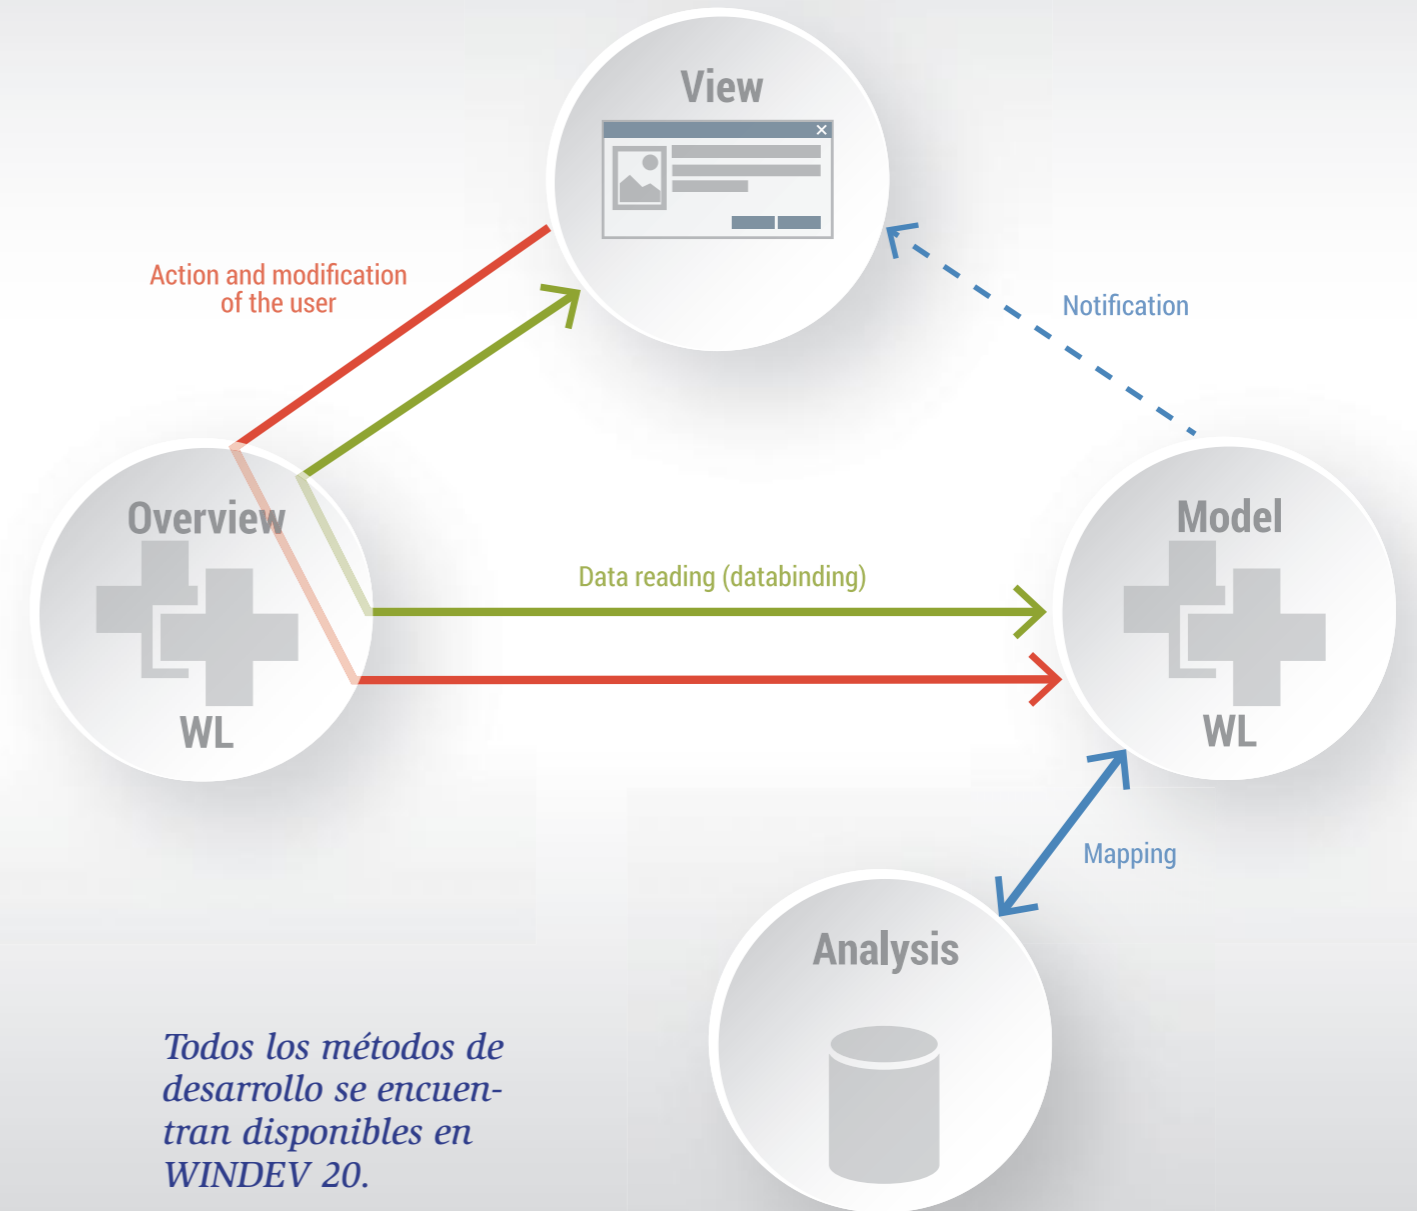 View
Action and modification
of the user
Notification
Overview
WL
Data reading (databinding)
Model
WL
Mapping
Analysis
Todos los métodos de
desarrollo se encuen-
tran disponibles en
WINDEV 20.